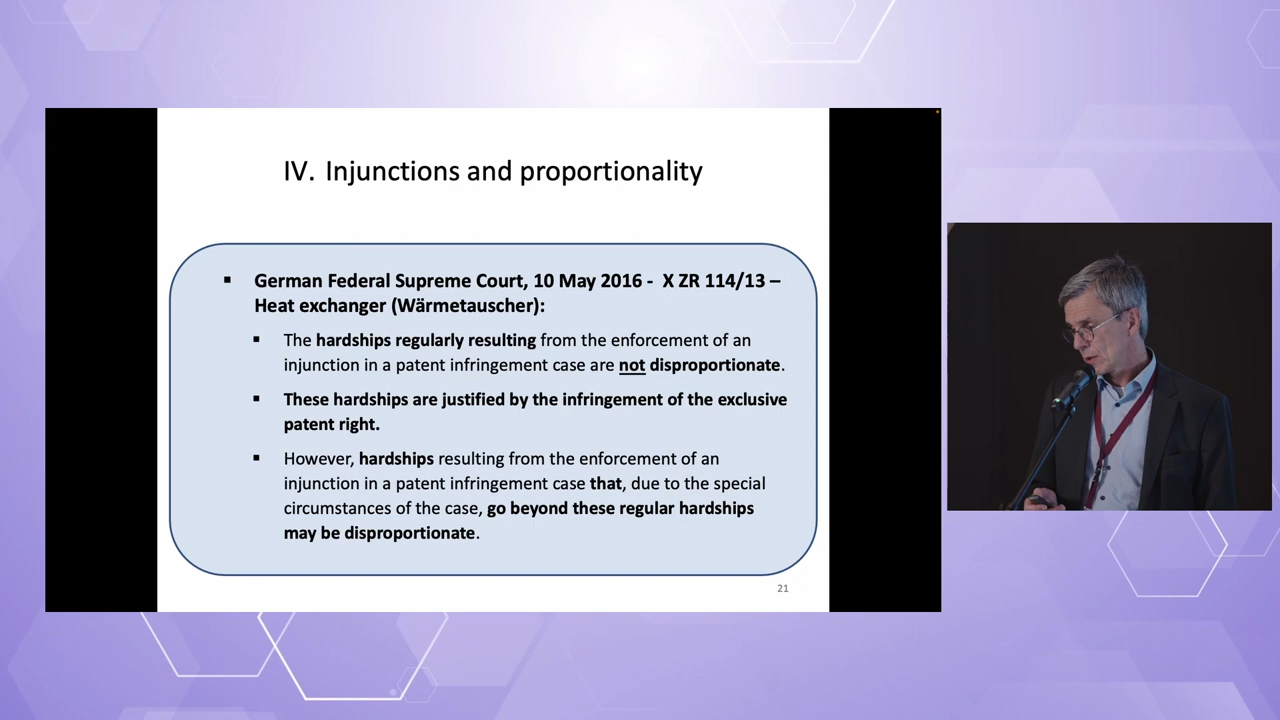 IV. Injunctions and proportionality
▪ German Federal Supreme Court, 10 May 2016 - X ZR 114/13 –
Heat exchanger (Wärmetauscher):
▪ The hardships regularly resulting from the enforcement of an
injunction in a patent infringement case are not disproportionate.
▪ These hardships are justified by the infringement of the exclusive
patent right.
▪ However, hardships resulting from the enforcement of an
injunction in a patent infringement case that, due to the special
circumstances of the case, go beyond these regular hardships
may be disproportionate.
21